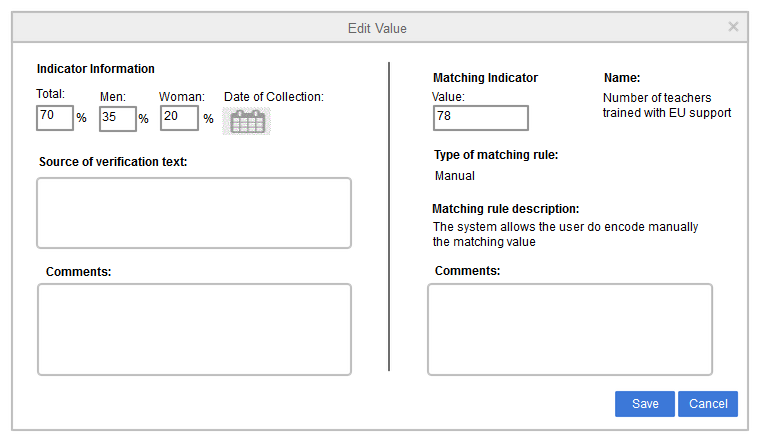 Edit Value ×
Indicator Information
Total: Men: Woman: Date of Collection:
70 % 35 % 20 %
Source of verification text:
Comments:
Matching Indicator
Value:
78
Name:
Number of teachers
trained with EU support
Type of matching rule:
Manual
Matching rule description:
The system allows the user do encode manually
the matching value
Comments:
Save Cancel